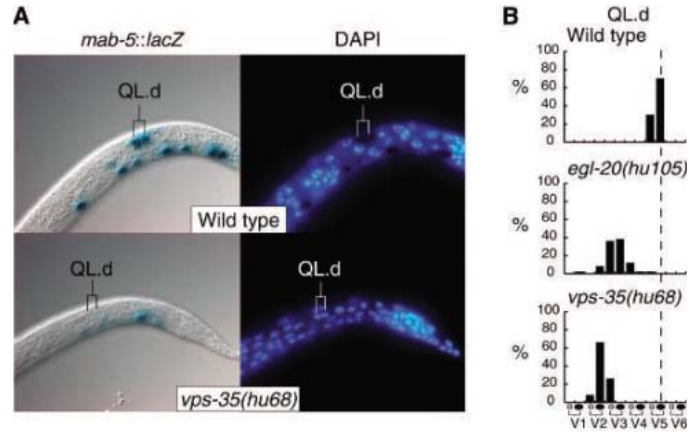 A
mab-5::lacZ
DAPI
QL.d
QL.d
Wild type
QL.d
QL.d
vps-35(hu68)
B
QL.d
Wild type
100
80
60
40
20
0
%
egl-20(hu105)
100
80
60
40
20
0
%
vps-35(hu68)
100
80
60
40
20
0
%
V1 V2 V3 V4 V5 V6